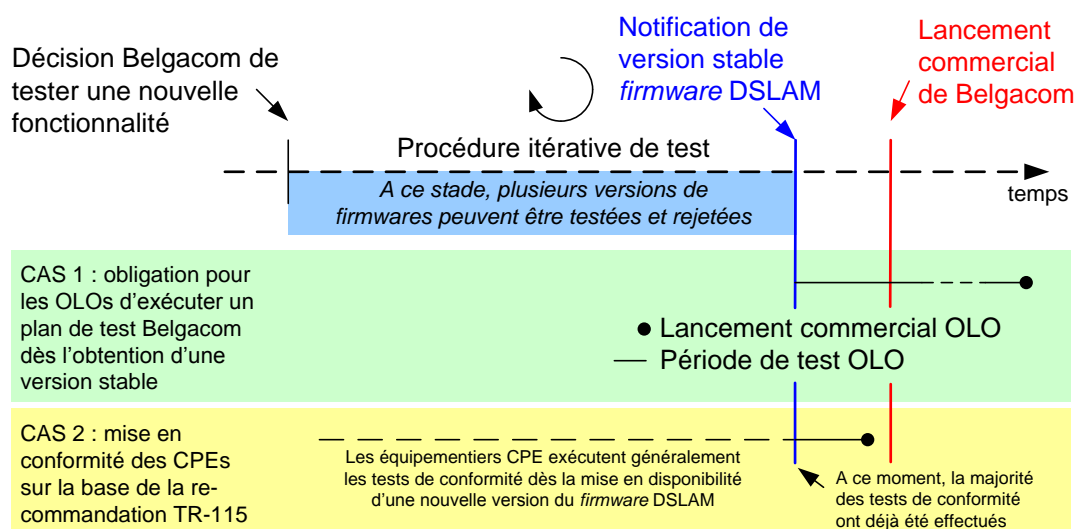 Décision Belgacom de
tester une nouvelle
fonctionnalité
Notification de
version stable
firmware DSLAM
Lancement
commercial
de Belgacom
Procédure itérative de test
A ce stade, plusieurs versions de
firmwares peuvent être testées et rejetées
temps
CAS 1 : obligation pour
les OLOs d'exécuter un
plan de test Belgacom
dès l'obtention d'une
version stable
Lancement commercial OLO
Période de test OLO
CAS 2 : mise en
conformité des CPEs
sur la base de la re-
commandation TR-115
Les équipementiers CPE exécutent généralement
les tests de conformité dès la mise en disponibilité
d'une nouvelle version du firmware DSLAM
A ce moment, la majorité
des tests de conformité
ont déjà été effectués